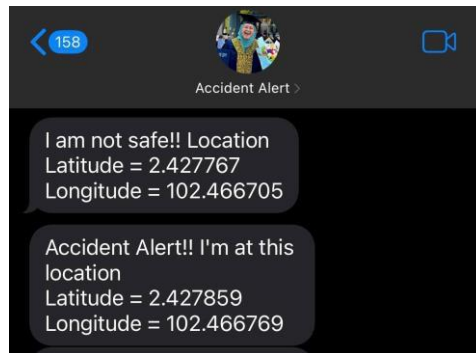 158
Accident Alert
I am not safe!! Location
Latitude = 2.427767
Longitude = 102.466705
Accident Alert!! I'm at this
location
Latitude = 2.427859
Longitude = 102.466769